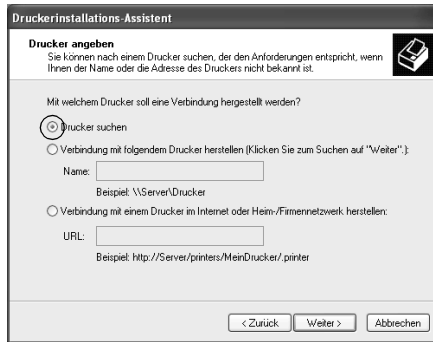 Druckerinstallations-Assistent
Drucker angeben
Sie können nach einem Drucker suchen, der den Anforderungen entspricht, wenn
Ihnen der Name oder die Adresse des Druckers nicht bekannt ist.
Mit welchem Drucker soll eine Verbindung hergestellt werden?
Drucker suchen
Verbindung mit folgendem Drucker herstellen (Klicken Sie zum Suchen auf "Weiter".):
Name:
Beispiel: \\Server\Drucker
Verbindung mit einem Drucker im Internet oder Heim-/Firmennetzwerk herstellen:
URL:
Beispiel: http://Server/printers/MeinDrucker/.printer
< Zurück Weiter > Abbrechen